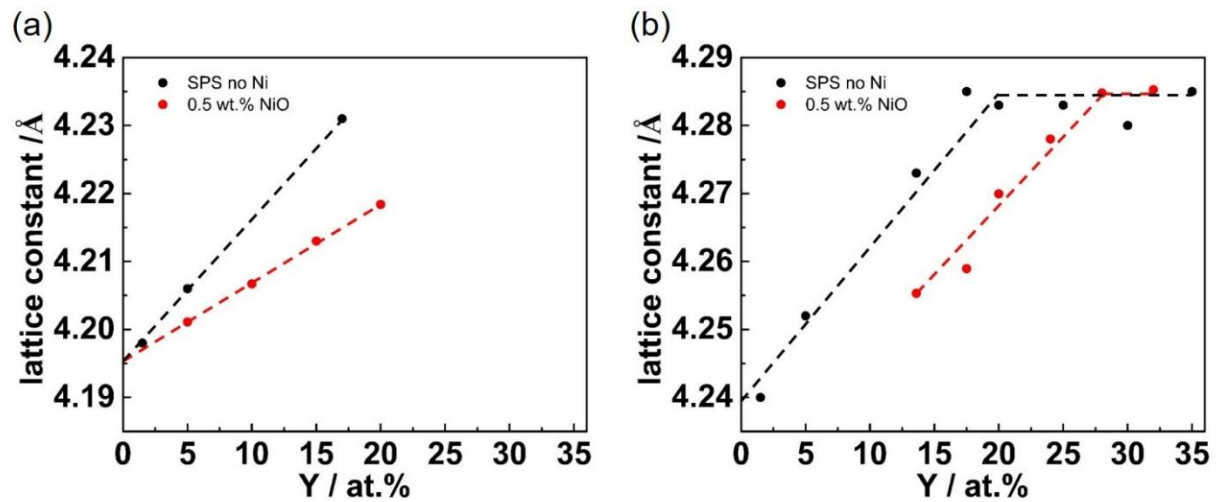 (a)
4.24
4.23
4.22
4.21
4.20
4.19
lattice constant /Å
SPS no Ni
0.5 wt.% NiO
0 5 10 15 20 25 30 35
Y / at.%
(b)
4.29
4.28
4.27
4.26
4.25
4.24
lattice constant /Å
SPS no Ni
0.5 wt.% NiO
0 5 10 15 20 25 30 35
Y / at.%